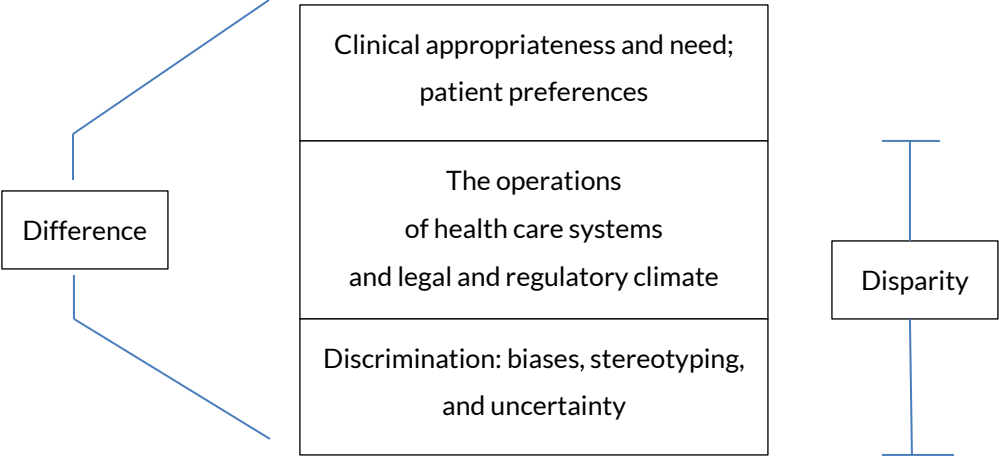 Clinical appropriateness and need;
patient preferences
The operations
of health care systems
and legal and regulatory climate
Difference
Disparity
Discrimination: biases, stereotyping,
and uncertainty